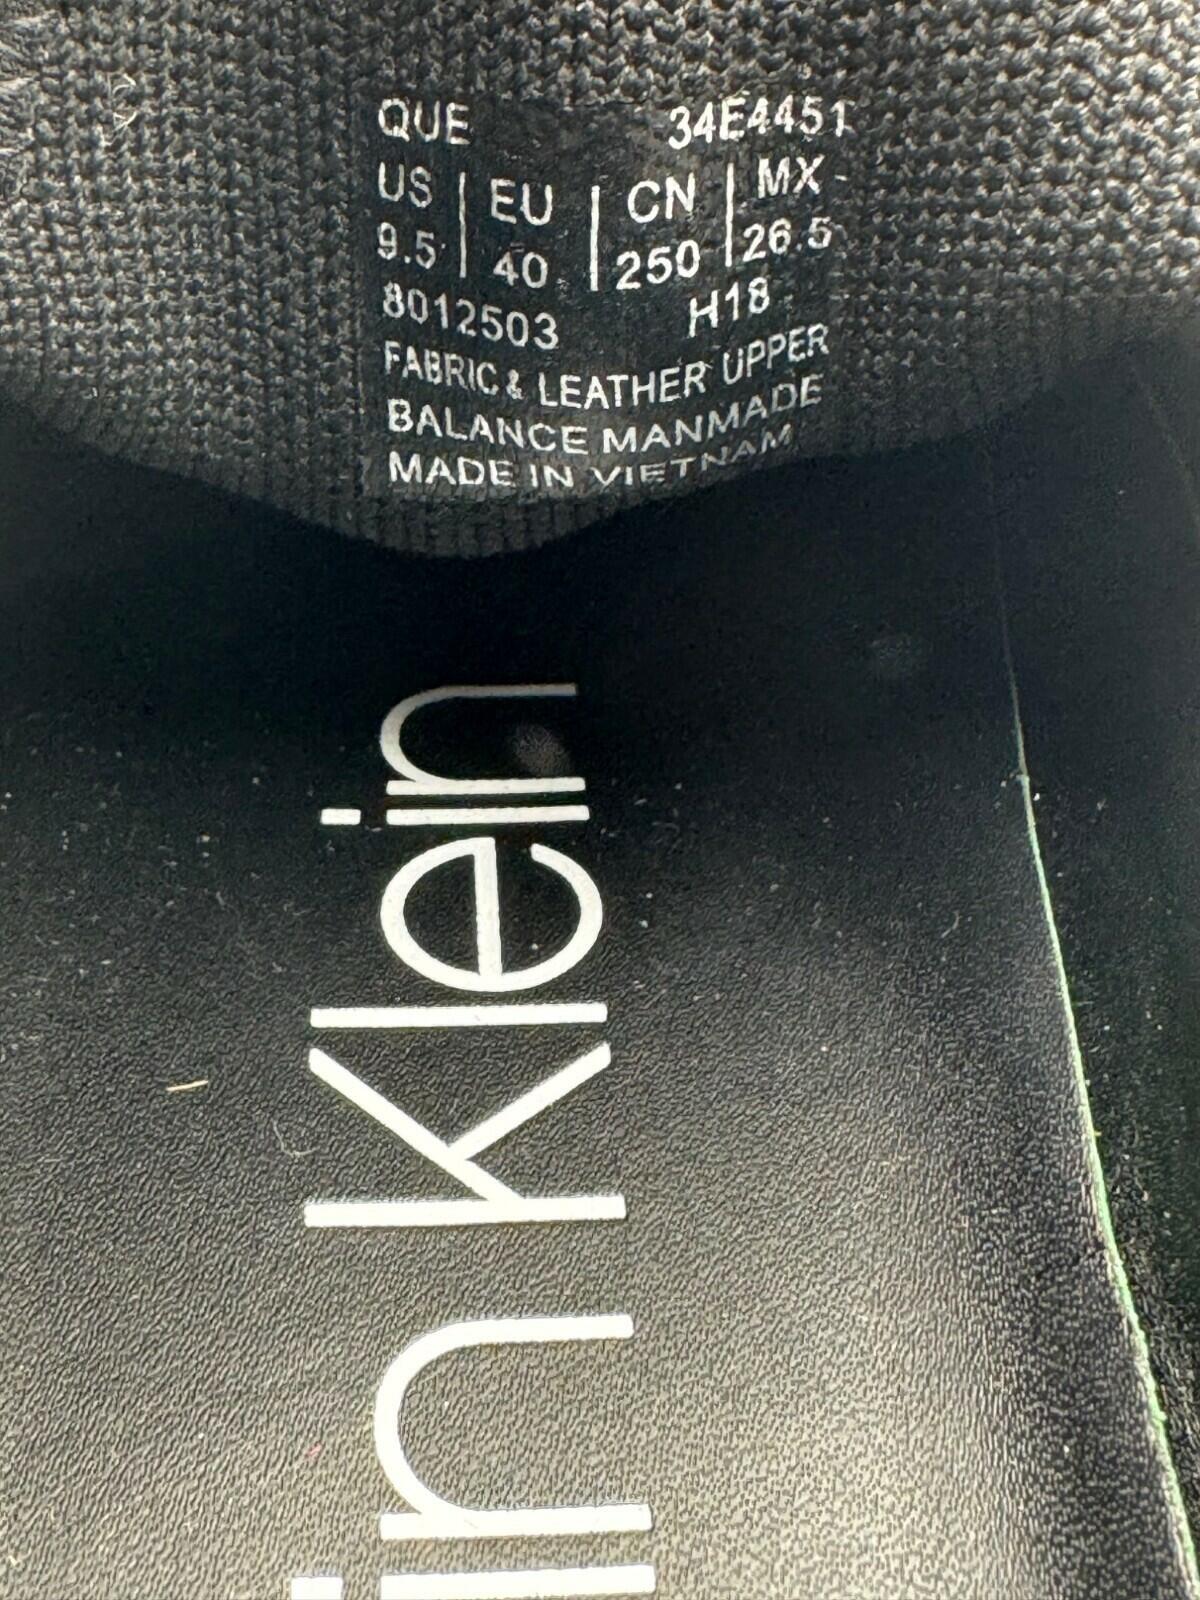 QUE 34E4451
US | EU | CN | MX
9.5 | 40 | 250 | 26.5
8012503 H18
FABRIC & LEATHER UPPER
BALANCE MANMADE
MADE IN VIETNAM
in Klein